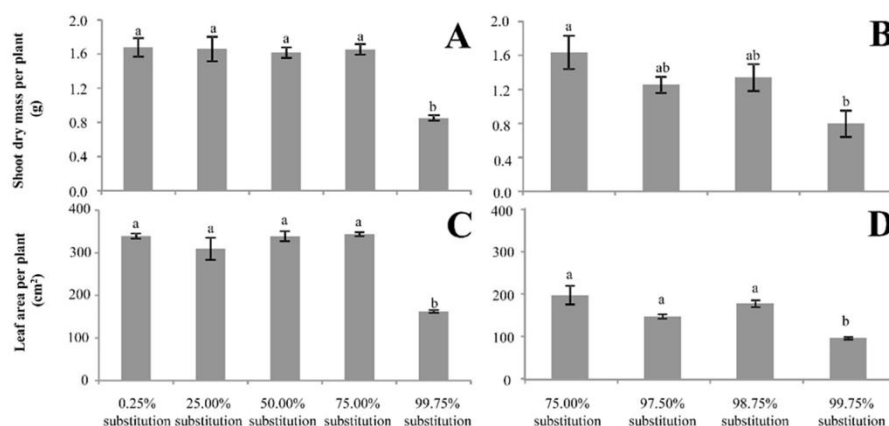 2.0
1.6
1.2
0.8
0.4
0.0
Shoot dry mass per plant
(g)
a
a
a
a
b
A
2.0
1.6
1.2
0.8
0.4
0.0
a
ab
ab
b
B
400
300
200
100
0
Leaf area per plant
(cm²)
a
a
a
a
b
C
0.25%
substitution
25.00%
substitution
50.00%
substitution
75.00%
substitution
99.75%
substitution
400
300
200
100
0
a
a
a
b
D
75.00%
substitution
97.50%
substitution
98.75%
substitution
99.75%
substitution